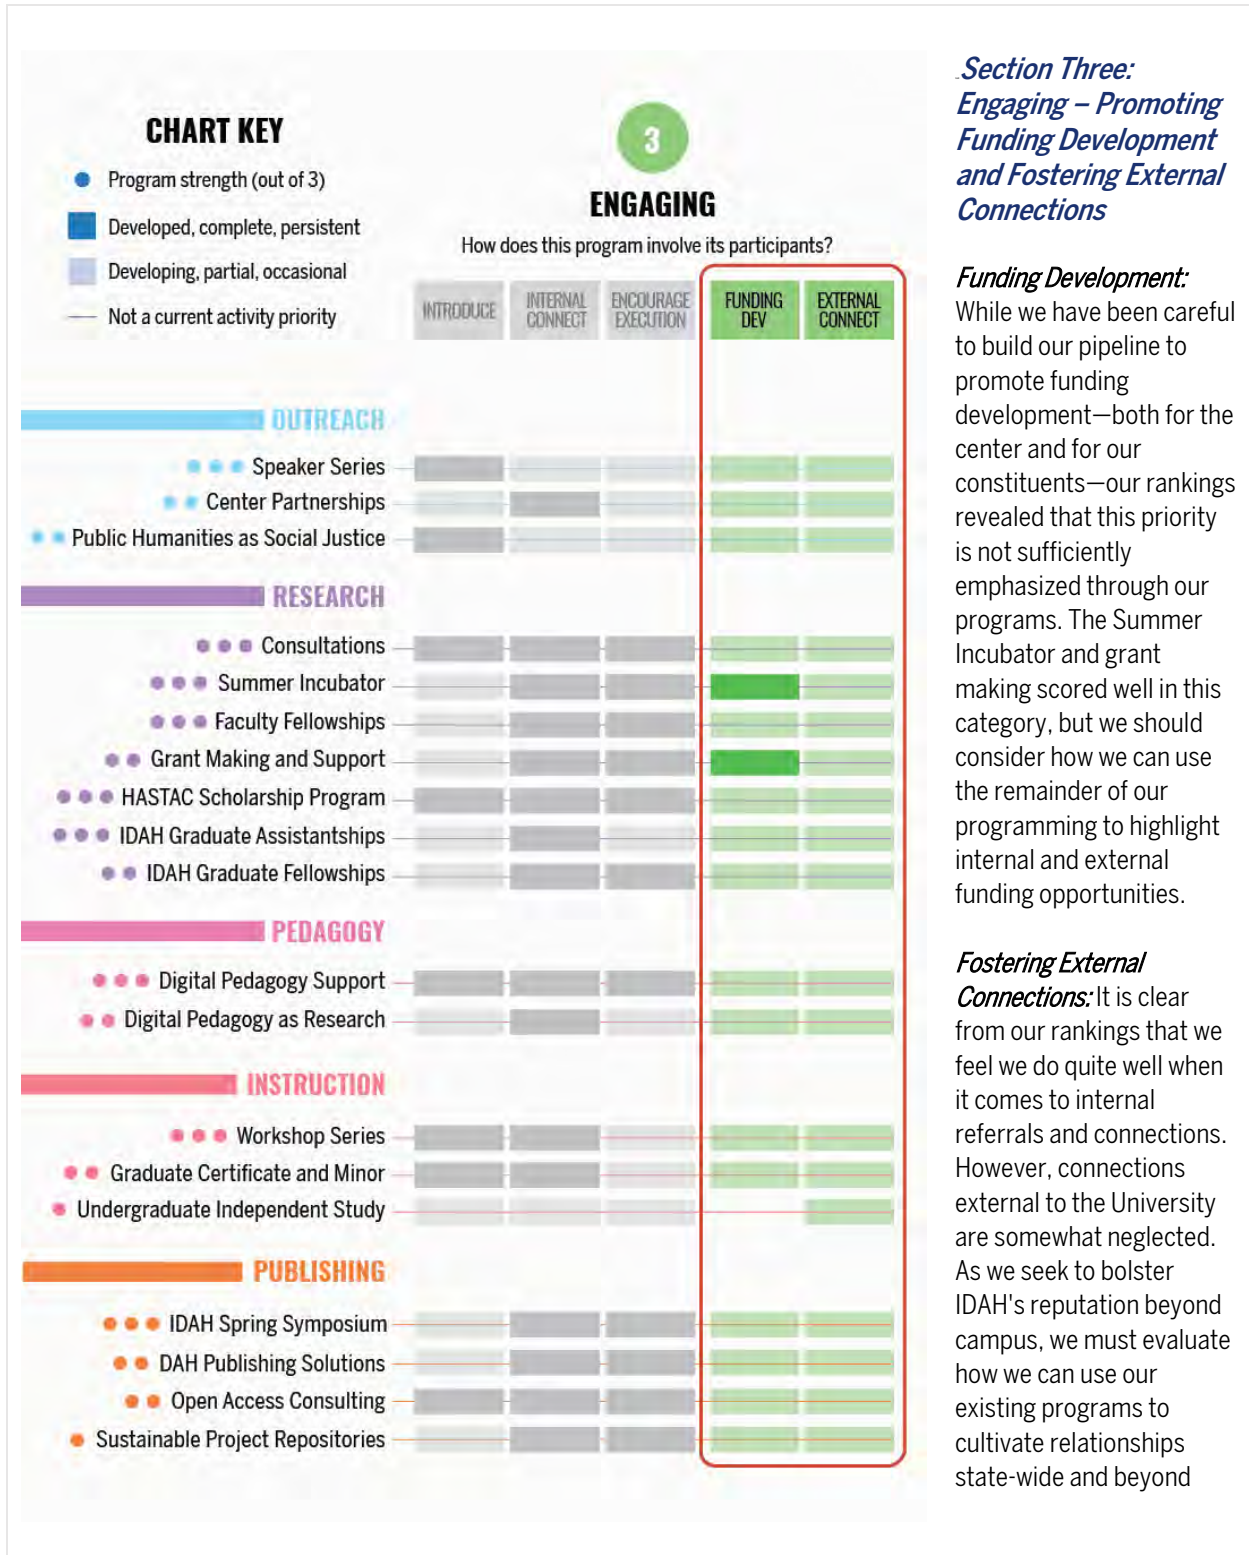 CHART KEY
Program strength (out of 3)
Developed, complete, persistent
Developing, partial, occasional
Not a current activity priority
3
ENGAGING
How does this program involve its participants?
INTRODUCE
INTERNAL CONNECT
ENCOURAGE EXECUTION
FUNDING DEV
EXTERNAL CONNECT
OUTREACH
Speaker Series
Center Partnerships
Public Humanities as Social Justice
RESEARCH
Consultations
Summer Incubator
Faculty Fellowships
Grant Making and Support
HASTAC Scholarship Program
IDAH Graduate Assistantships
IDAH Graduate Fellowships
PEDAGOGY
Digital Pedagogy Support
Digital Pedagogy as Research
INSTRUCTION
Workshop Series
Graduate Certificate and Minor
Undergraduate Independent Study
PUBLISHING
IDAH Spring Symposium
DAH Publishing Solutions
Open Access Consulting
Sustainable Project Repositories
Section Three:
Engaging – Promoting
Funding Development
and Fostering External
Connections
Funding Development:
While we have been careful
to build our pipeline to
promote funding
development—both for the
center and for our
constituents—our rankings
revealed that this priority
is not sufficiently
emphasized through our
programs. The Summer
Incubator and grant
making scored well in this
category, but we should
consider how we can use
the remainder of our
programming to highlight
internal and external
funding opportunities.
Fostering External
Connections: It is clear
from our rankings that we
feel we do quite well when
it comes to internal
referrals and connections.
However, connections
external to the University
are somewhat neglected.
As we seek to bolster
IDAH's reputation beyond
campus, we must evaluate
how we can use our
existing programs to
cultivate relationships
state-wide and beyond